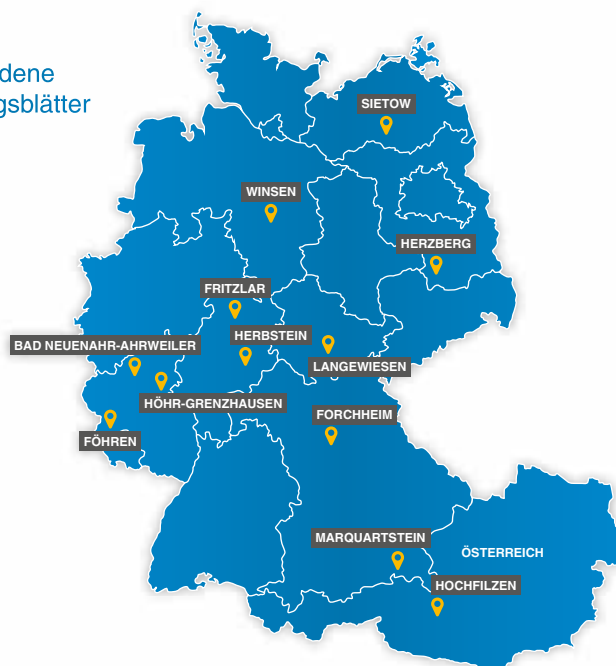 dene
gsblätter
SIETOW
WINSEN
HERZBERG
FRITZLAR
HERBSTEIN
BAD NEUENAHR-AHRWEILER
LANGEWIESEN
HÖHR-GRENZHAUSEN
FORCHHEIM
FÖHREN
MARQUARTSTEIN
ÖSTERREICH
HOCHFILZEN